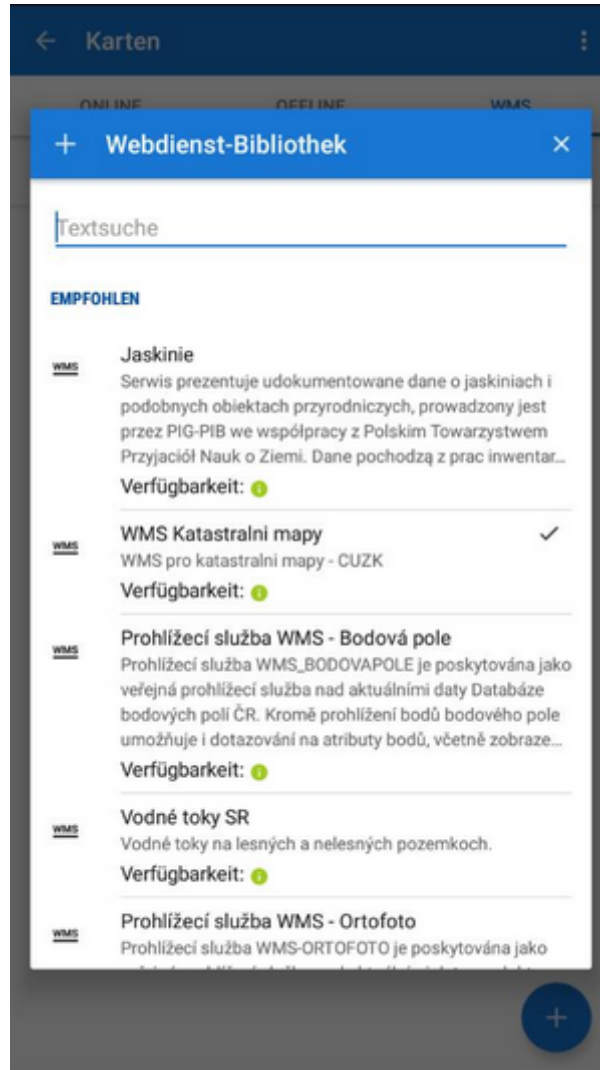 Karten
ONLINE OFFLINE WMS
Webdienst-Bibliothek
Textsuche
EMPFOHLEN
WMS
Jaskinie
Serwis prezentuje udokumentowane dane o jaskiniach i
podobnych obiektach przyrodniczych, prowadzony jest
przez PIG-PIB we współpracy z Polskim Towarzystwem
Przyjaciół Nauk o Ziemi. Dane pochodzą z prac inwentar...
Verfügbarkeit:
WMS
WMS Katastralni mapy
WMS pro katastralni mapy - CUZK
Verfügbarkeit:
WMS
Prohlížecí služba WMS - Bodová pole
Prohlížecí služba WMS_BODOVAPOLE je poskytována jako
veřejná prohlížecí služba nad aktuálními daty Databáze
bodových polí ČR. Kromě prohlížení bodů bodového pole
umožňuje i dotazování na atributy bodů, včetně zobraze...
Verfügbarkeit:
WMS
Vodné toky SR
Vodné toky na lesných a nelesných pozemkoch.
Verfügbarkeit:
WMS
Prohlížecí služba WMS - Ortofoto
Prohlížecí služba WMS-ORTOFOTO je poskytována jako